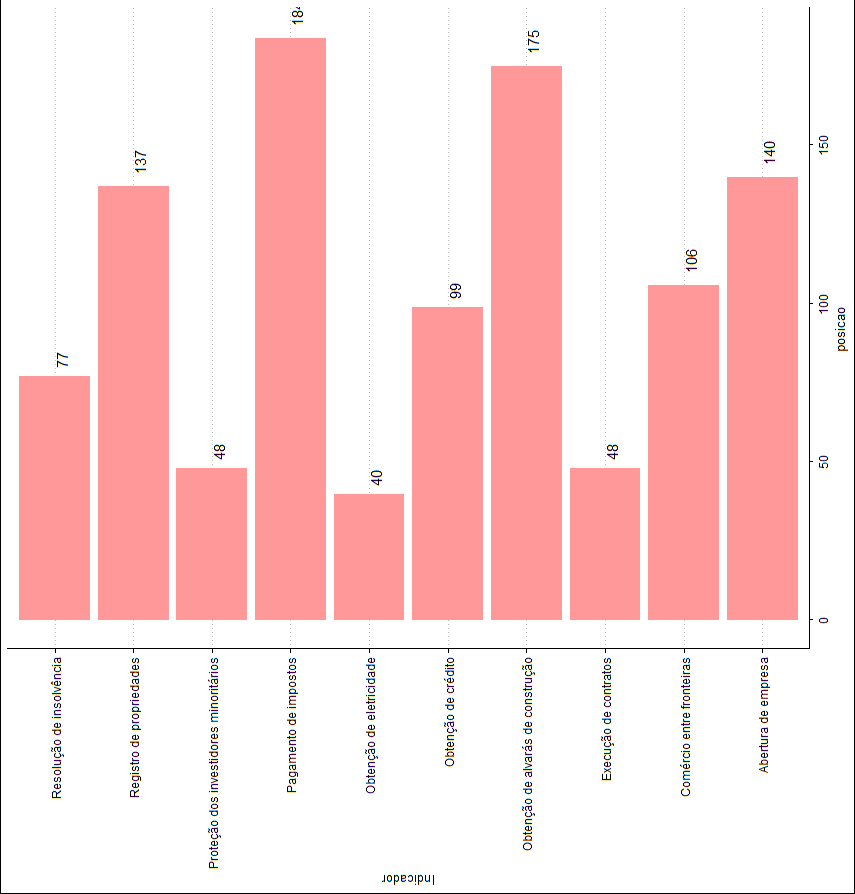 Indicador
Resolução de insolvência
77
Registro de propriedades
137
Proteção dos investidores minoritários
48
Pagamento de impostos
184
Obtenção de eletricidade
40
Obtenção de crédito
99
Obtenção de alvarás de construção
175
Execução de contratos
48
Comércio entre fronteiras
106
Abertura de empresa
140
0
50
100
150
posicao